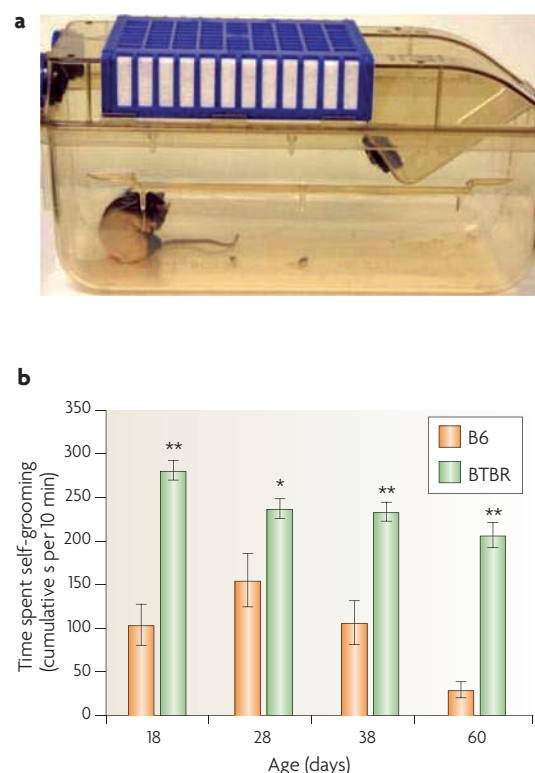 a
b
350
300
250
200
150
100
50
0
Time spent self-grooming
(cumulative s per 10 min)
B6
BTBR
**
*
**
**
18
28
38
60
Age (days)